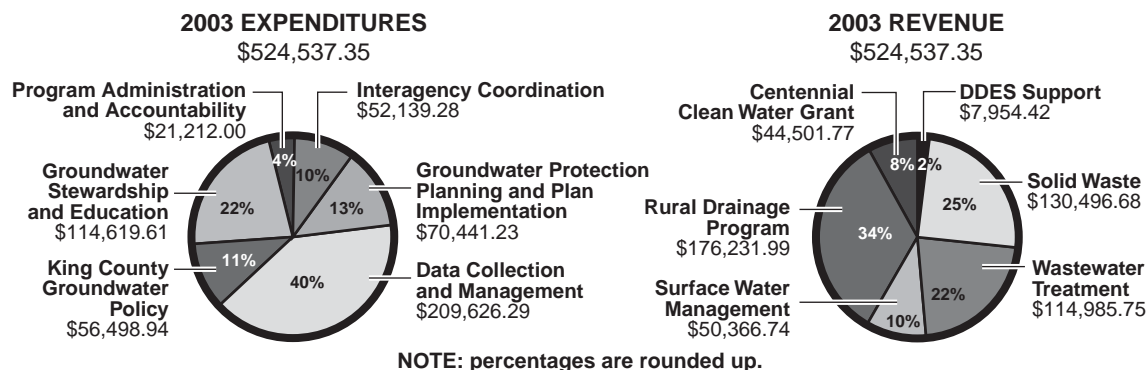 2003 EXPENDITURES
$524,537.35
Program Administration
and Accountability
$21,212.00
Interagency Coordination
$52,139.28
Groundwater
Stewardship
and Education
$114,619.61
Groundwater Protection
Planning and Plan
Implementation
$70,441.23
King County
Groundwater
Policy
$56,498.94
Data Collection
and Management
$209,626.29
4%
10%
22%
13%
11%
40%
2003 REVENUE
$524,537.35
Centennial
Clean Water Grant
$44,501.77
DDES Support
$7,954.42
Rural Drainage
Program
$176,231.99
Solid Waste
$130,496.68
Surface Water
Management
$50,366.74
Wastewater
Treatment
$114,985.75
8%
2%
25%
34%
22%
10%
NOTE: percentages are rounded up.